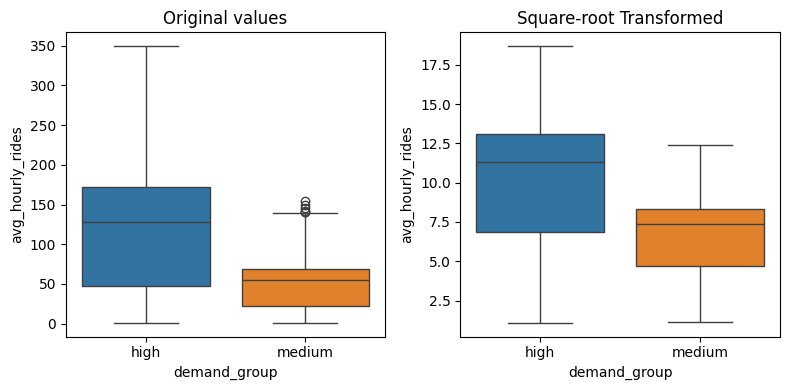 Original values
avg_hourly_rides
350
300
250
200
150
100
50
0
high
medium
demand_group
Square-root Transformed
avg_hourly_rides
17.5
15.0
12.5
10.0
7.5
5.0
2.5
high
medium
demand_group